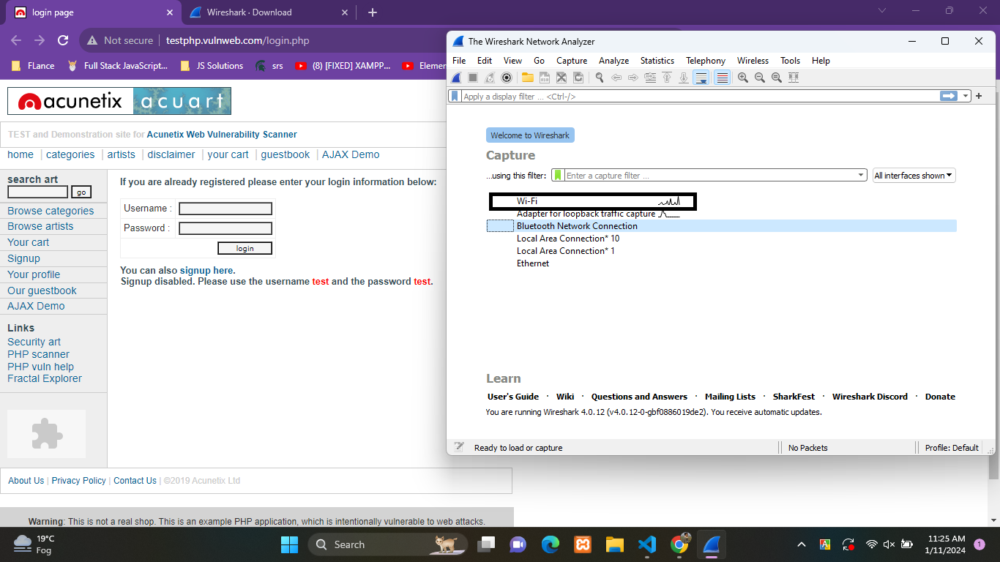 login page
Wireshark · Download
Not secure
testphp.vulnweb.com/login.php
FLance
Full Stack JavaScript...
JS Solutions
srs
(8) [FIXED] XAMPP...
Elemen
acunetix acuart
TEST and Demonstration site for Acunetix Web Vulnerability Scanner
home | categories | artists | disclaimer | your cart | guestbook | AJAX Demo
search art
go
Browse categories
Browse artists
Your cart
Signup
Your profile
Our guestbook
AJAX Demo
Links
Security art
PHP scanner
PHP vuln help
Fractal Explorer
If you are already registered please enter your login information below:
Username :
Password :
login
You can also signup here.
Signup disabled. Please use the username test and the password test.
About Us | Privacy Policy | Contact Us | ©2019 Acunetix Ltd
Warning: This is not a real shop. This is an example PHP application, which is intentionally vulnerable to web attacks.
The Wireshark Network Analyzer
File Edit View Go Capture Analyze Statistics Telephony Wireless Tools Help
Apply a display filter ... <Ctrl-/>
Welcome to Wireshark
Capture
...using this filter:
Enter a capture filter ...
All interfaces shown
Wi-Fi
Adapter for loopback traffic capture
Bluetooth Network Connection
Local Area Connection* 10
Local Area Connection* 1
Ethernet
Learn
User's Guide · Wiki · Questions and Answers · Mailing Lists · SharkFest · Wireshark Discord · Donate
You are running Wireshark 4.0.12 (v4.0.12-0-gbf0886019de2). You receive automatic updates.
Ready to load or capture
No Packets
Profile: Default
19°C
Fog
Search
11:25 AM
1/11/2024
1